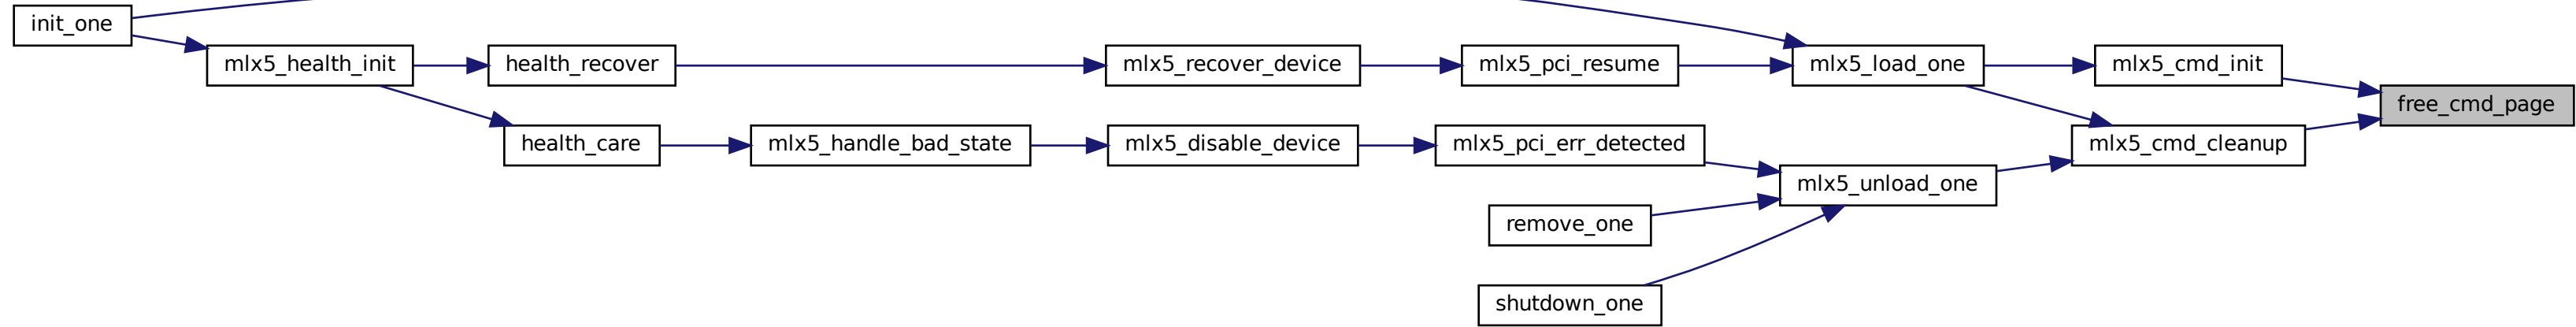 init_one
mlx5_health_init
health_recover
mlx5_recover_device
mlx5_pci_resume
mlx5_load_one
mlx5_cmd_init
free_cmd_page
health_care
mlx5_handle_bad_state
mlx5_disable_device
mlx5_pci_err_detected
mlx5_cmd_cleanup
mlx5_unload_one
remove_one
shutdown_one